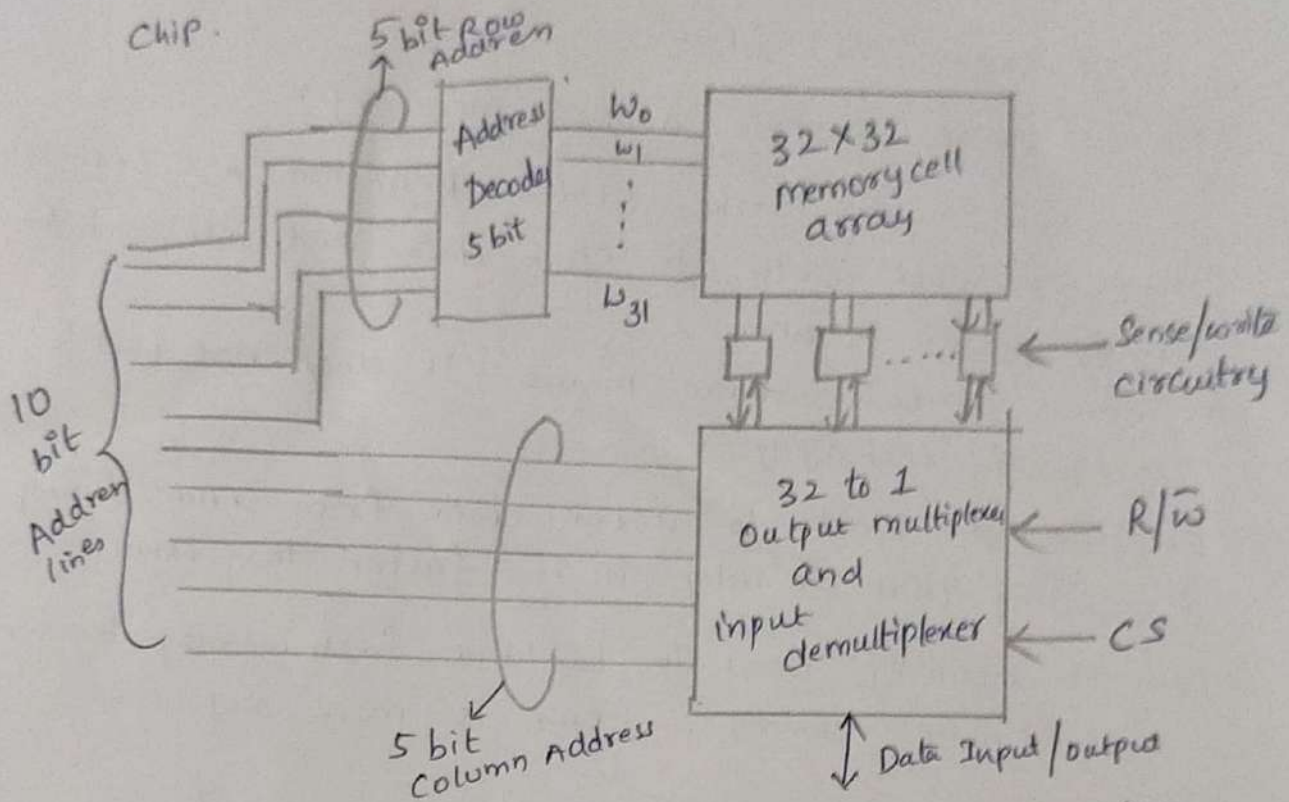 Chip.
5 bit Row
Addren
Address
Decoder
5 bit
W0
W1
W31
32 X 32
memory cell
array
Sense/write
circuitry
10
bit
Addren
lines
32 to 1
Output multiplexer
and
input
demultiplexer
R/w̄
CS
5 bit
Column Address
Data Input/output